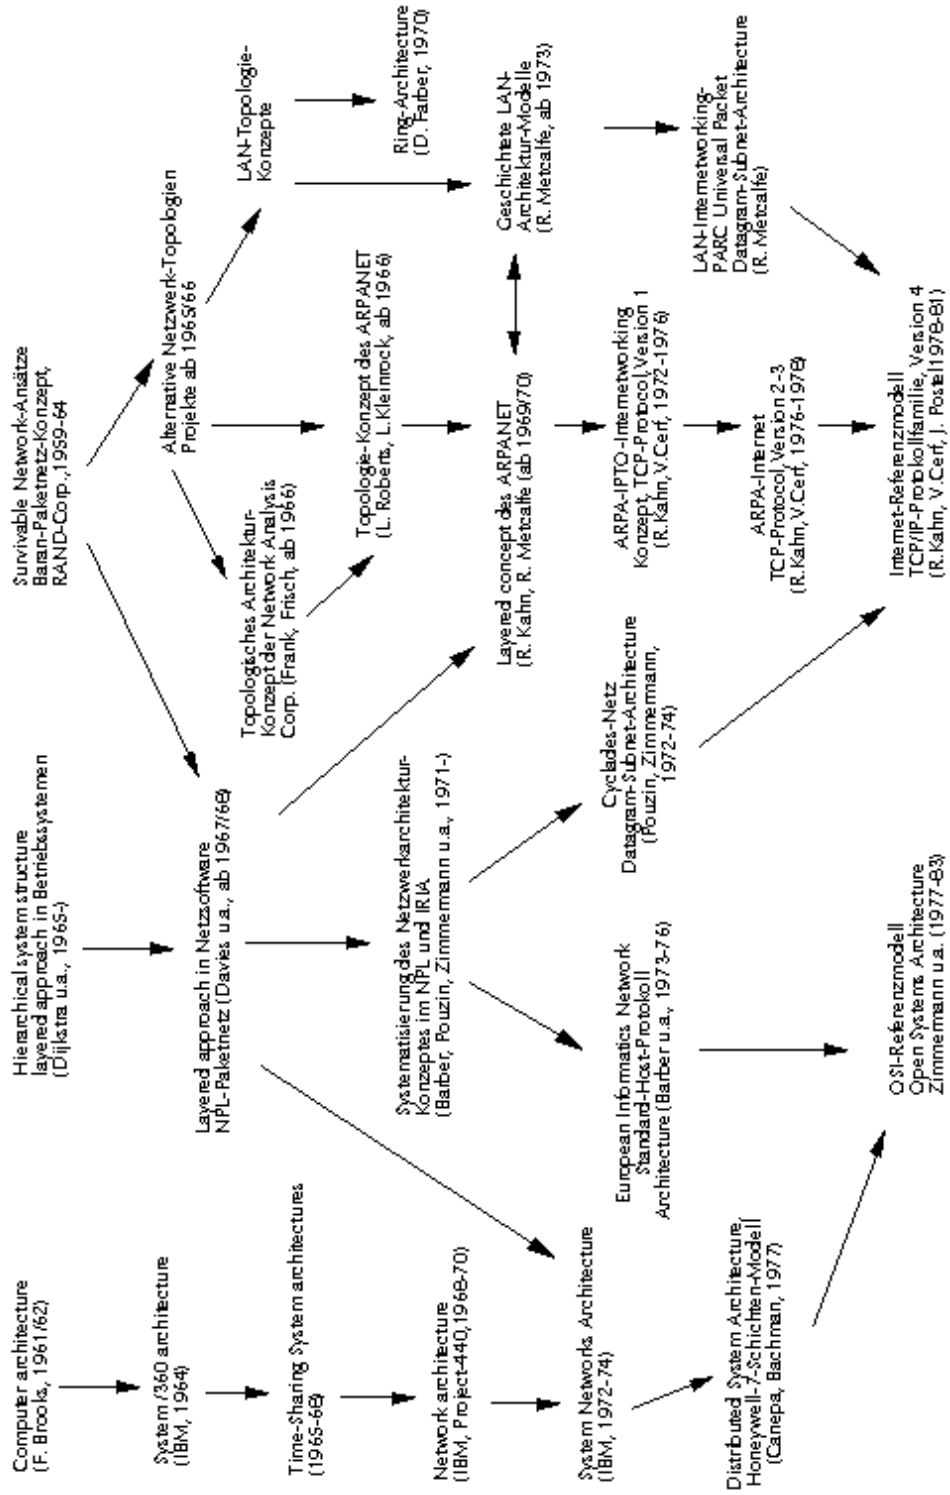 Computer architecture
(F. Brooks, 1961/62)
System /360 architecture
(IBM, 1964)
Time-Sharing System architectures
(1965-68)
Network architecture
(IBM, Project-440,1968-70)
System Networks Architecture
(IBM, 1972-74)
Distributed System Architecture,
Honeywell-7-Schichten-Modell
(Canepa, Bachman, 1977)
Hierarchical system structure
layered approach in Betriebssystemen
(Dijkstra u.a., 1965-)
Layered approach in Netzsoftware
NPL-Paketnetz (Davies u.a., ab 1967/68)
Systematisierung des Netzwerkarchitektur-
Konzeptes im NPL und IRIA
(Barber, Pouzin, Zimmermann u.a., 1971-)
European Informatics Network
Standard-Host-Protokoll
Architecture (Barber u.a., 1973-76)
Cyclades-Netz
Datagram-Subnet-Architecture
(Pouzin, Zimmermann,
1972-74)
OSI-Referenzmodell
Open Systems Architecture
Zimmermann u.a. (1977-83)
Survivable Network-Ansätze
Baran-Paketnetz-Konzept,
RAND-Corp.,1959-64
Alternative Netzwerk-Topologien
Projekte ab 1965/66
Topologisches Architektur-
Konzept der Network Analysis
Corp. (Frank, Frisch, ab 1966)
Topologie-Konzept des ARPANET
(L. Roberts, L.Kleinrock, ab 1966)
Layered concept des ARPANET
(R. Kahn, R. Metcalfe (ab 1969/70)
ARPA-IPTO -Internetworking
Konzept, TCP-Protocol,Version 1
(R.Kahn, V.Cerf, 1972-1976)
ARPA-Internet
TCP-Protocol,Version 2-3
(R.Kahn,V.Cerf, 1976-1978)
Internet-Referenzmodell
TCP/IP-Protokollfamilie, Version 4
(R.Kahn, V.Cerf, J. Postel 1978-81)
LAN-Topologie-
Konzepte
Ring-Architecture
(D. Farber, 1970)
Geschichtete LAN-
Architektur-Modelle
(R. Metcalfe, ab 1973)
LAN-Internetworking-
PARC Universal Packet
Datagram-Subnet-Architecture
(R. Metcalfe)